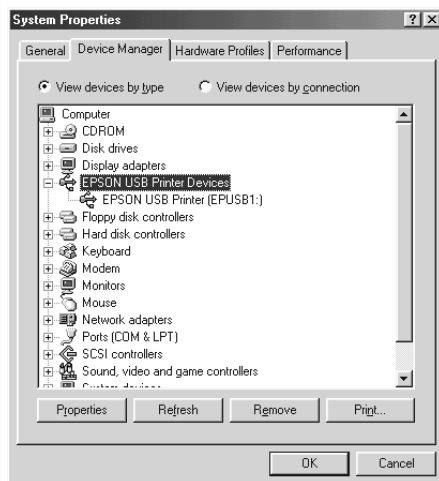 System Properties
General Device Manager Hardware Profiles Performance
View devices by type View devices by connection
Computer
CDROM
Disk drives
Display adapters
EPSON USB Printer Devices
EPSON USB Printer (EPUSB1:)
Floppy disk controllers
Hard disk controllers
Keyboard
Modem
Monitors
Mouse
Network adapters
Ports (COM & LPT)
SCSI controllers
Sound, video and game controllers
System devices
Properties Refresh Remove Print...
OK Cancel